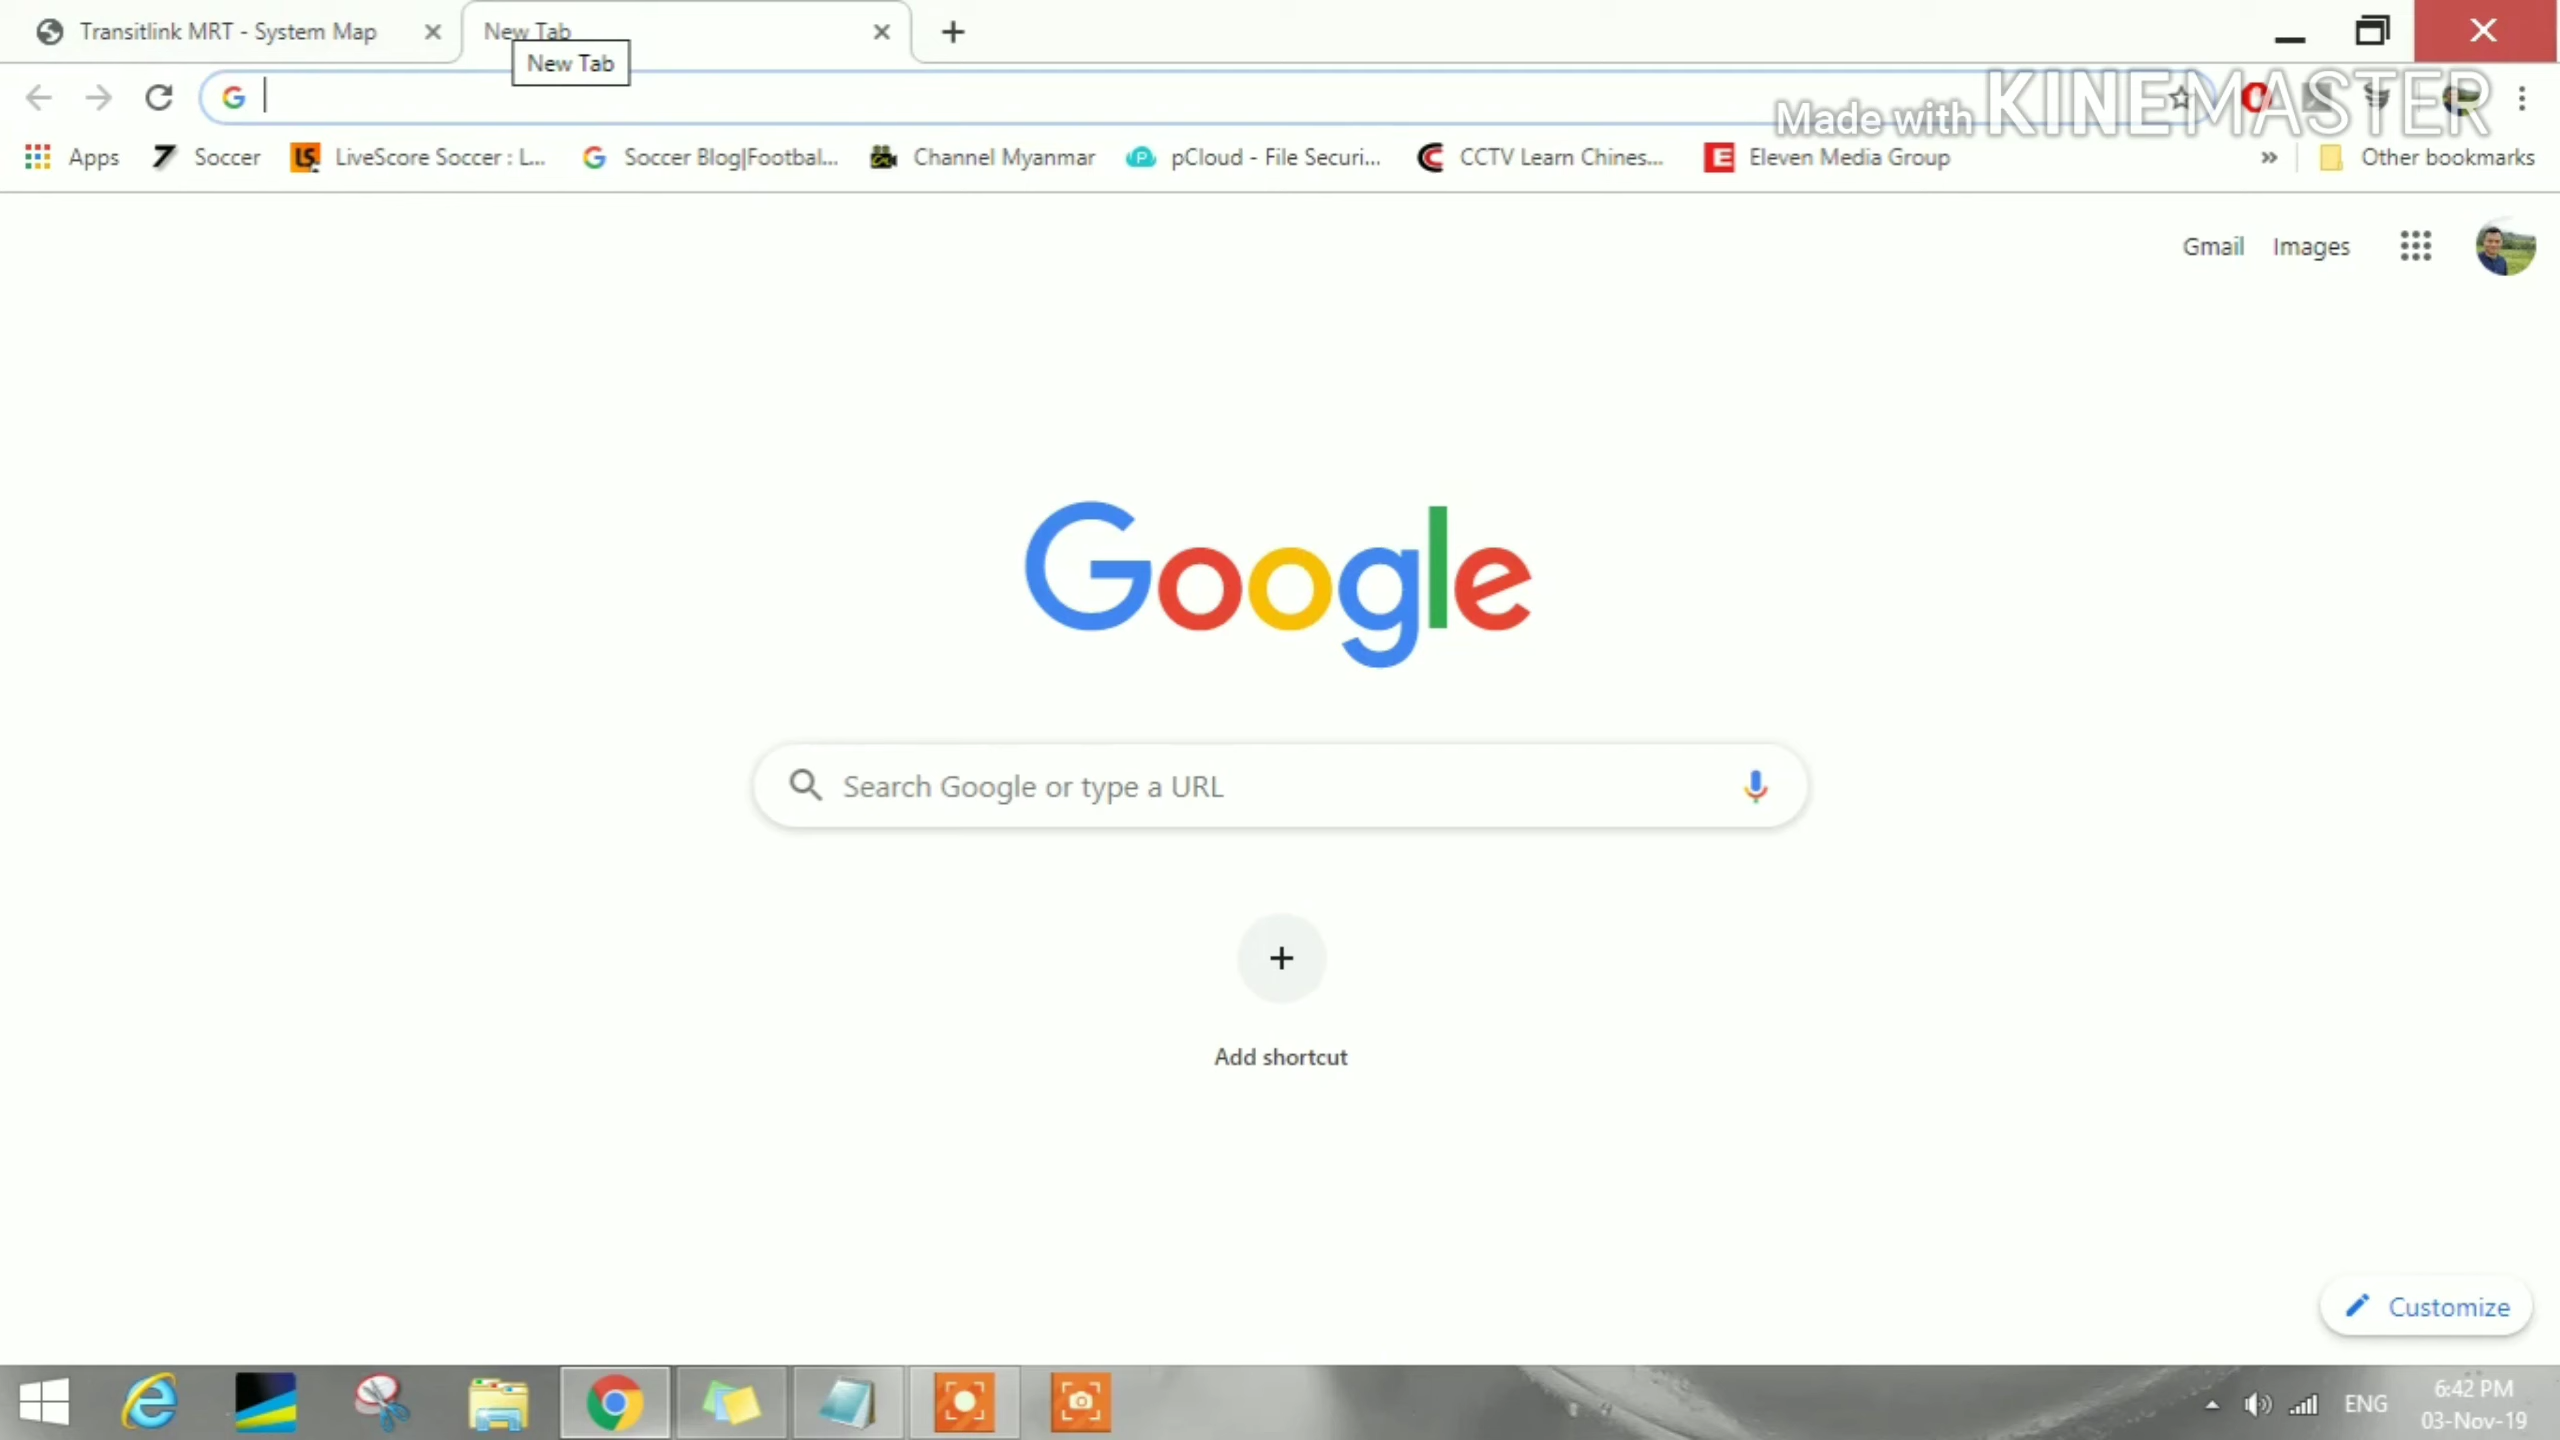 Transitlink MRT - System Map
New Tab
New Tab
Made with KINEMASTER
Apps
Soccer
LiveScore Soccer : L...
Soccer Blog|Footbal...
Channel Myanmar
pCloud - File Securi...
CCTV Learn Chines...
Eleven Media Group
Other bookmarks
Gmail
Images
Google
Search Google or type a URL
Add shortcut
Customize
ENG
6:42 PM
03-Nov-19